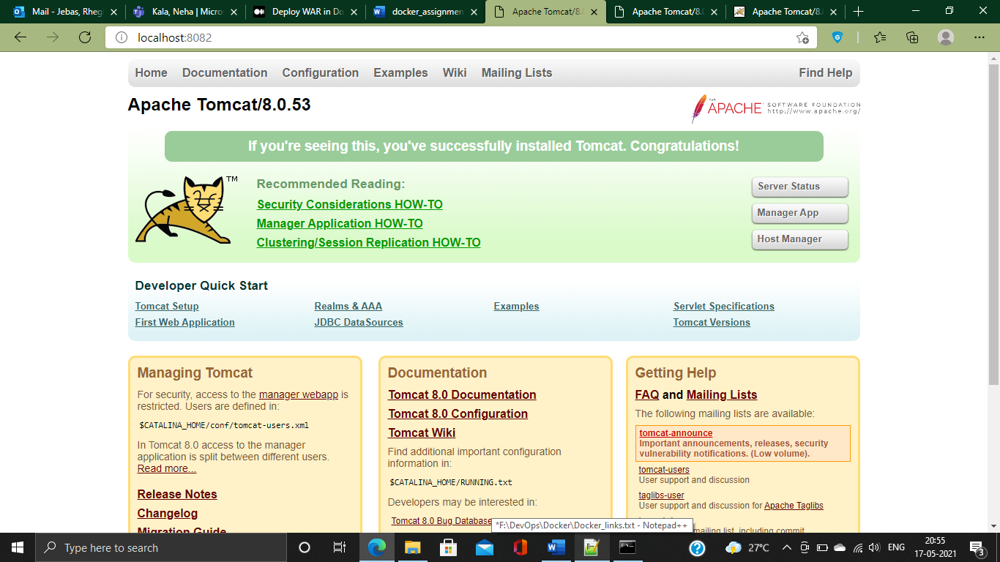 Mail - Jebas, Rheg
Kala, Neha | Micros
Deploy WAR in Do
docker_assignmen
Apache Tomcat/8.0
Apache Tomcat/8.0
Apache Tomcat/8.
localhost:8082
Home Documentation Configuration Examples Wiki Mailing Lists Find Help
Apache Tomcat/8.0.53
THE
APACHE SOFTWARE FOUNDATION
http://www.apache.org/
If you're seeing this, you've successfully installed Tomcat. Congratulations!
TM
Recommended Reading:
Security Considerations HOW-TO
Manager Application HOW-TO
Clustering/Session Replication HOW-TO
Server Status
Manager App
Host Manager
Developer Quick Start
Tomcat Setup
First Web Application
Realms & AAA
JDBC DataSources
Examples
Servlet Specifications
Tomcat Versions
Managing Tomcat
For security, access to the manager webapp is
restricted. Users are defined in:
$CATALINA_HOME/conf/tomcat-users.xml
In Tomcat 8.0 access to the manager
application is split between different users.
Read more...
Release Notes
Changelog
Migration Guide
Documentation
Tomcat 8.0 Documentation
Tomcat 8.0 Configuration
Tomcat Wiki
Find additional important configuration
information in:
$CATALINA_HOME/RUNNING.txt
Developers may be interested in:
Tomcat 8.0 Bug Database
Getting Help
FAQ and Mailing Lists
The following mailing lists are available:
tomcat-announce
Important announcements, releases, security
vulnerability notifications. (Low volume).
tomcat-users
User support and discussion
taglibs-user
User support and discussion for Apache Taglibs
mailing list, including commit
*F:\DevOps\Docker\Docker_links.txt - Notepad++
Type here to search
27°C
ENG
20:55
17-05-2021
3